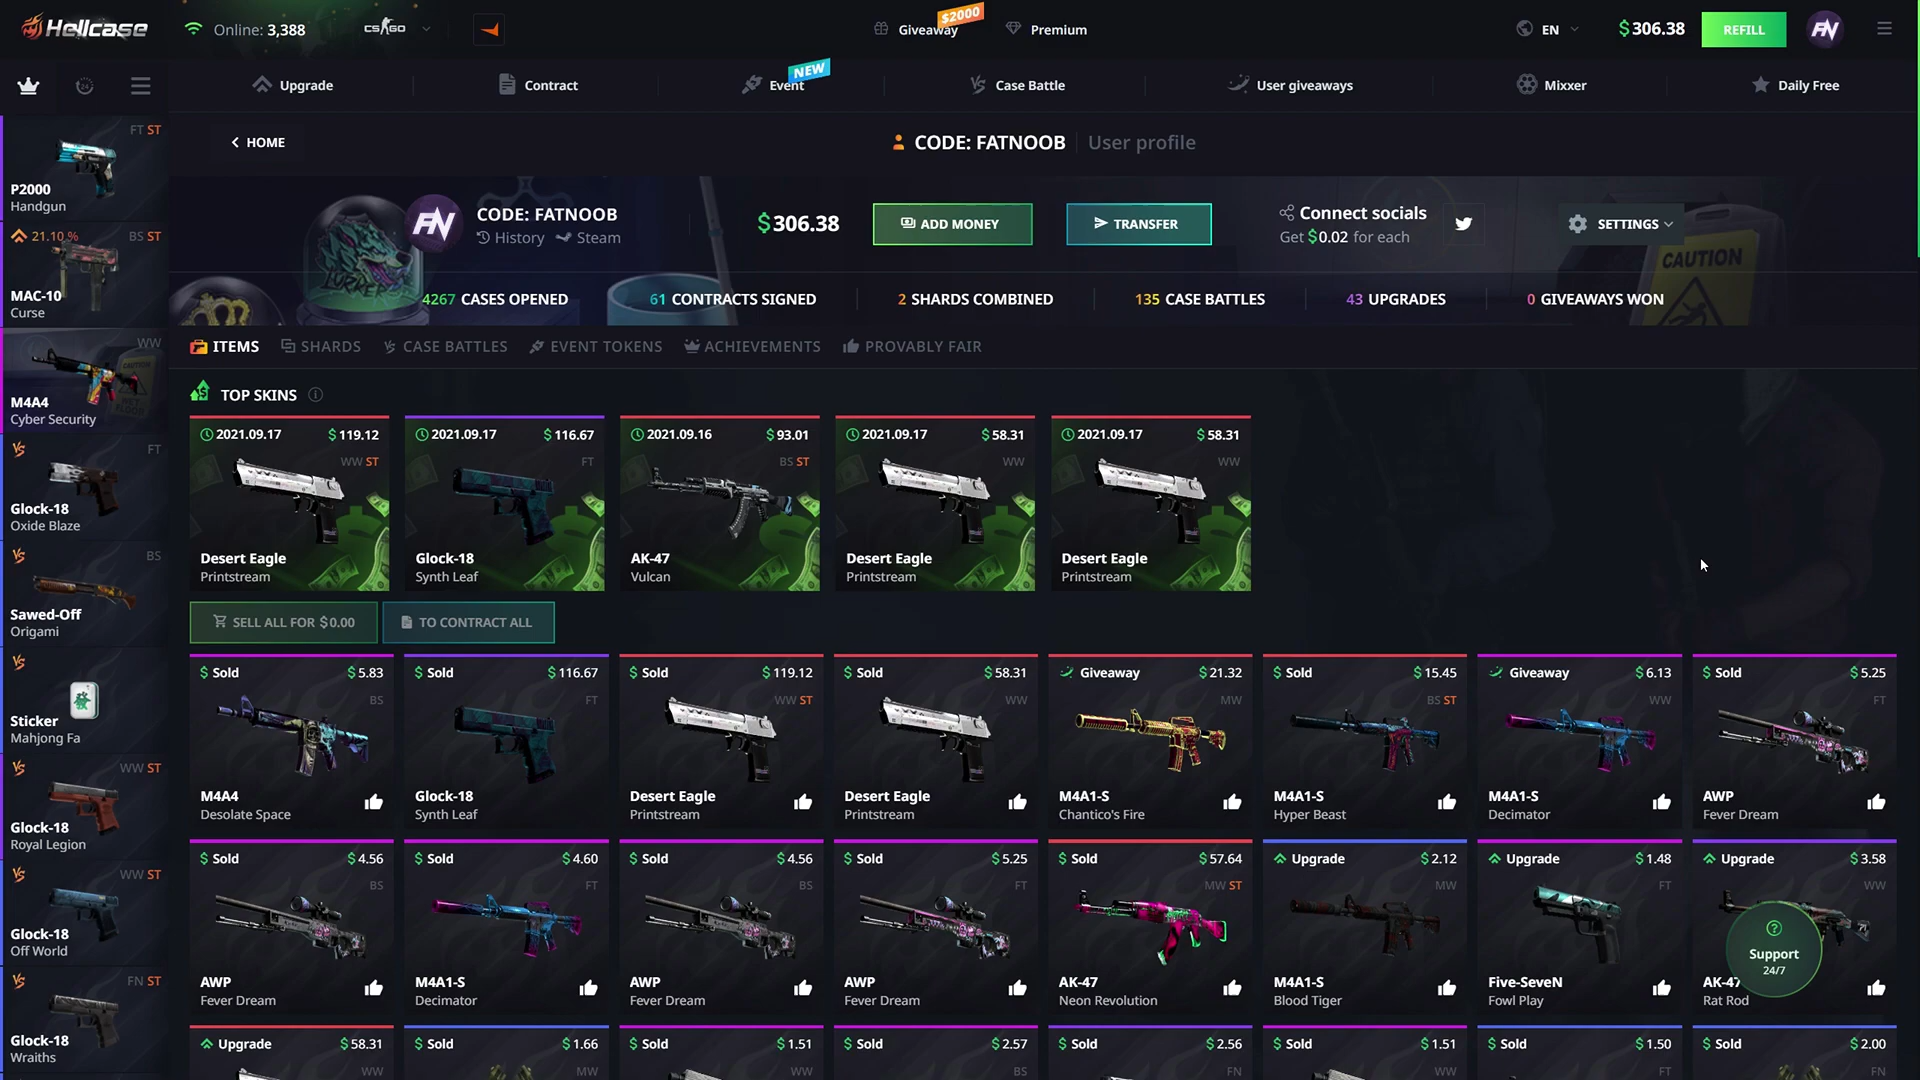 Hellcase
Online: 3,388
CS:GO
Giveaway
$2000
Premium
EN
$306.38
REFILL
FN
24
Upgrade
Contract
Event
NEW
Case Battle
User giveaways
Mixxer
Daily Free
HOME
CODE: FATNOOB
User profile
FN
CODE: FATNOOB
History
Steam
$306.38
ADD MONEY
TRANSFER
Connect socials
Get $0.02 for each
SETTINGS
CAUTION
4267 CASES OPENED
61 CONTRACTS SIGNED
2 SHARDS COMBINED
135 CASE BATTLES
43 UPGRADES
0 GIVEAWAYS WON
ITEMS
SHARDS
CASE BATTLES
EVENT TOKENS
ACHIEVEMENTS
PROVABLY FAIR
FT ST
P2000
Handgun
21.10 %
BS ST
MAC-10
Curse
WW
M4A4
Cyber Security
FT
Glock-18
Oxide Blaze
BS
Sawed-Off
Origami
Sticker
Mahjong Fa
WW ST
Glock-18
Royal Legion
WW ST
Glock-18
Off World
FN ST
Glock-18
Wraiths
TOP SKINS
2021.09.17 $119.12
WW ST
Desert Eagle
Printstream
2021.09.17 $116.67
FT
Glock-18
Synth Leaf
2021.09.16 $93.01
BS ST
AK-47
Vulcan
2021.09.17 $58.31
WW
Desert Eagle
Printstream
2021.09.17 $58.31
WW
Desert Eagle
Printstream
SELL ALL FOR $0.00
TO CONTRACT ALL
$ Sold $5.83
BS
M4A4
Desolate Space
$ Sold $116.67
FT
Glock-18
Synth Leaf
$ Sold $119.12
WW ST
Desert Eagle
Printstream
$ Sold $58.31
WW
Desert Eagle
Printstream
Giveaway $21.32
MW
M4A1-S
Chantico's Fire
$ Sold $15.45
BS ST
M4A1-S
Hyper Beast
Giveaway $6.13
WW
M4A1-S
Decimator
$ Sold $5.25
FT
AWP
Fever Dream
$ Sold $4.56
BS
AWP
Fever Dream
$ Sold $4.60
FT
M4A1-S
Decimator
$ Sold $4.56
BS
AWP
Fever Dream
$ Sold $5.25
FT
AWP
Fever Dream
$ Sold $57.64
MW ST
AK-47
Neon Revolution
Upgrade $2.12
MW
M4A1-S
Blood Tiger
Upgrade $1.48
FT
Five-SeveN
Fowl Play
Upgrade $3.58
WW
AK-47
Rat Rod
Support
24/7
Upgrade $58.31
WW
$ Sold $1.66
MW
$ Sold $1.51
WW
$ Sold $2.57
BS
$ Sold $2.56
FN
$ Sold $1.51
WW
$ Sold $1.50
FT
$ Sold $2.00
FN